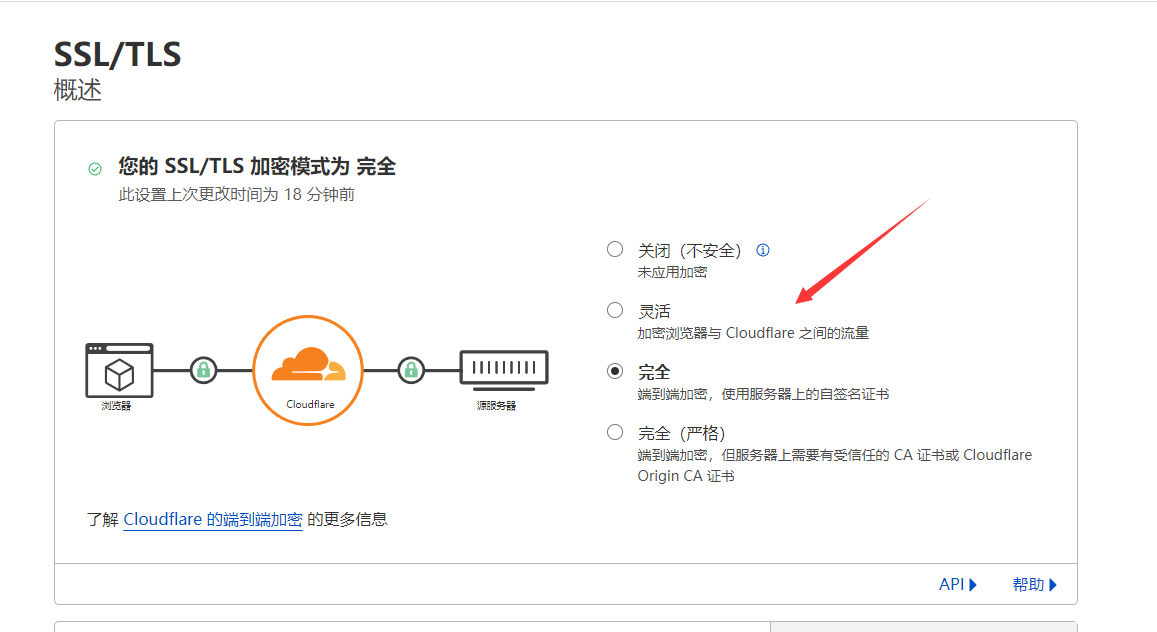 SSL/TLS
概述
您的 SSL/TLS 加密模式为 完全
此设置上次更改时间为 18 分钟前
关闭（不安全）
未应用加密
灵活
加密浏览器与 Cloudflare 之间的流量
完全
端到端加密，使用服务器上的自签名证书
完全（严格）
端到端加密，但服务器上需要有受信任的 CA 证书或 Cloudflare
Origin CA 证书
浏览器
Cloudflare
源服务器
了解 Cloudflare 的端到端加密 的更多信息
API
帮助